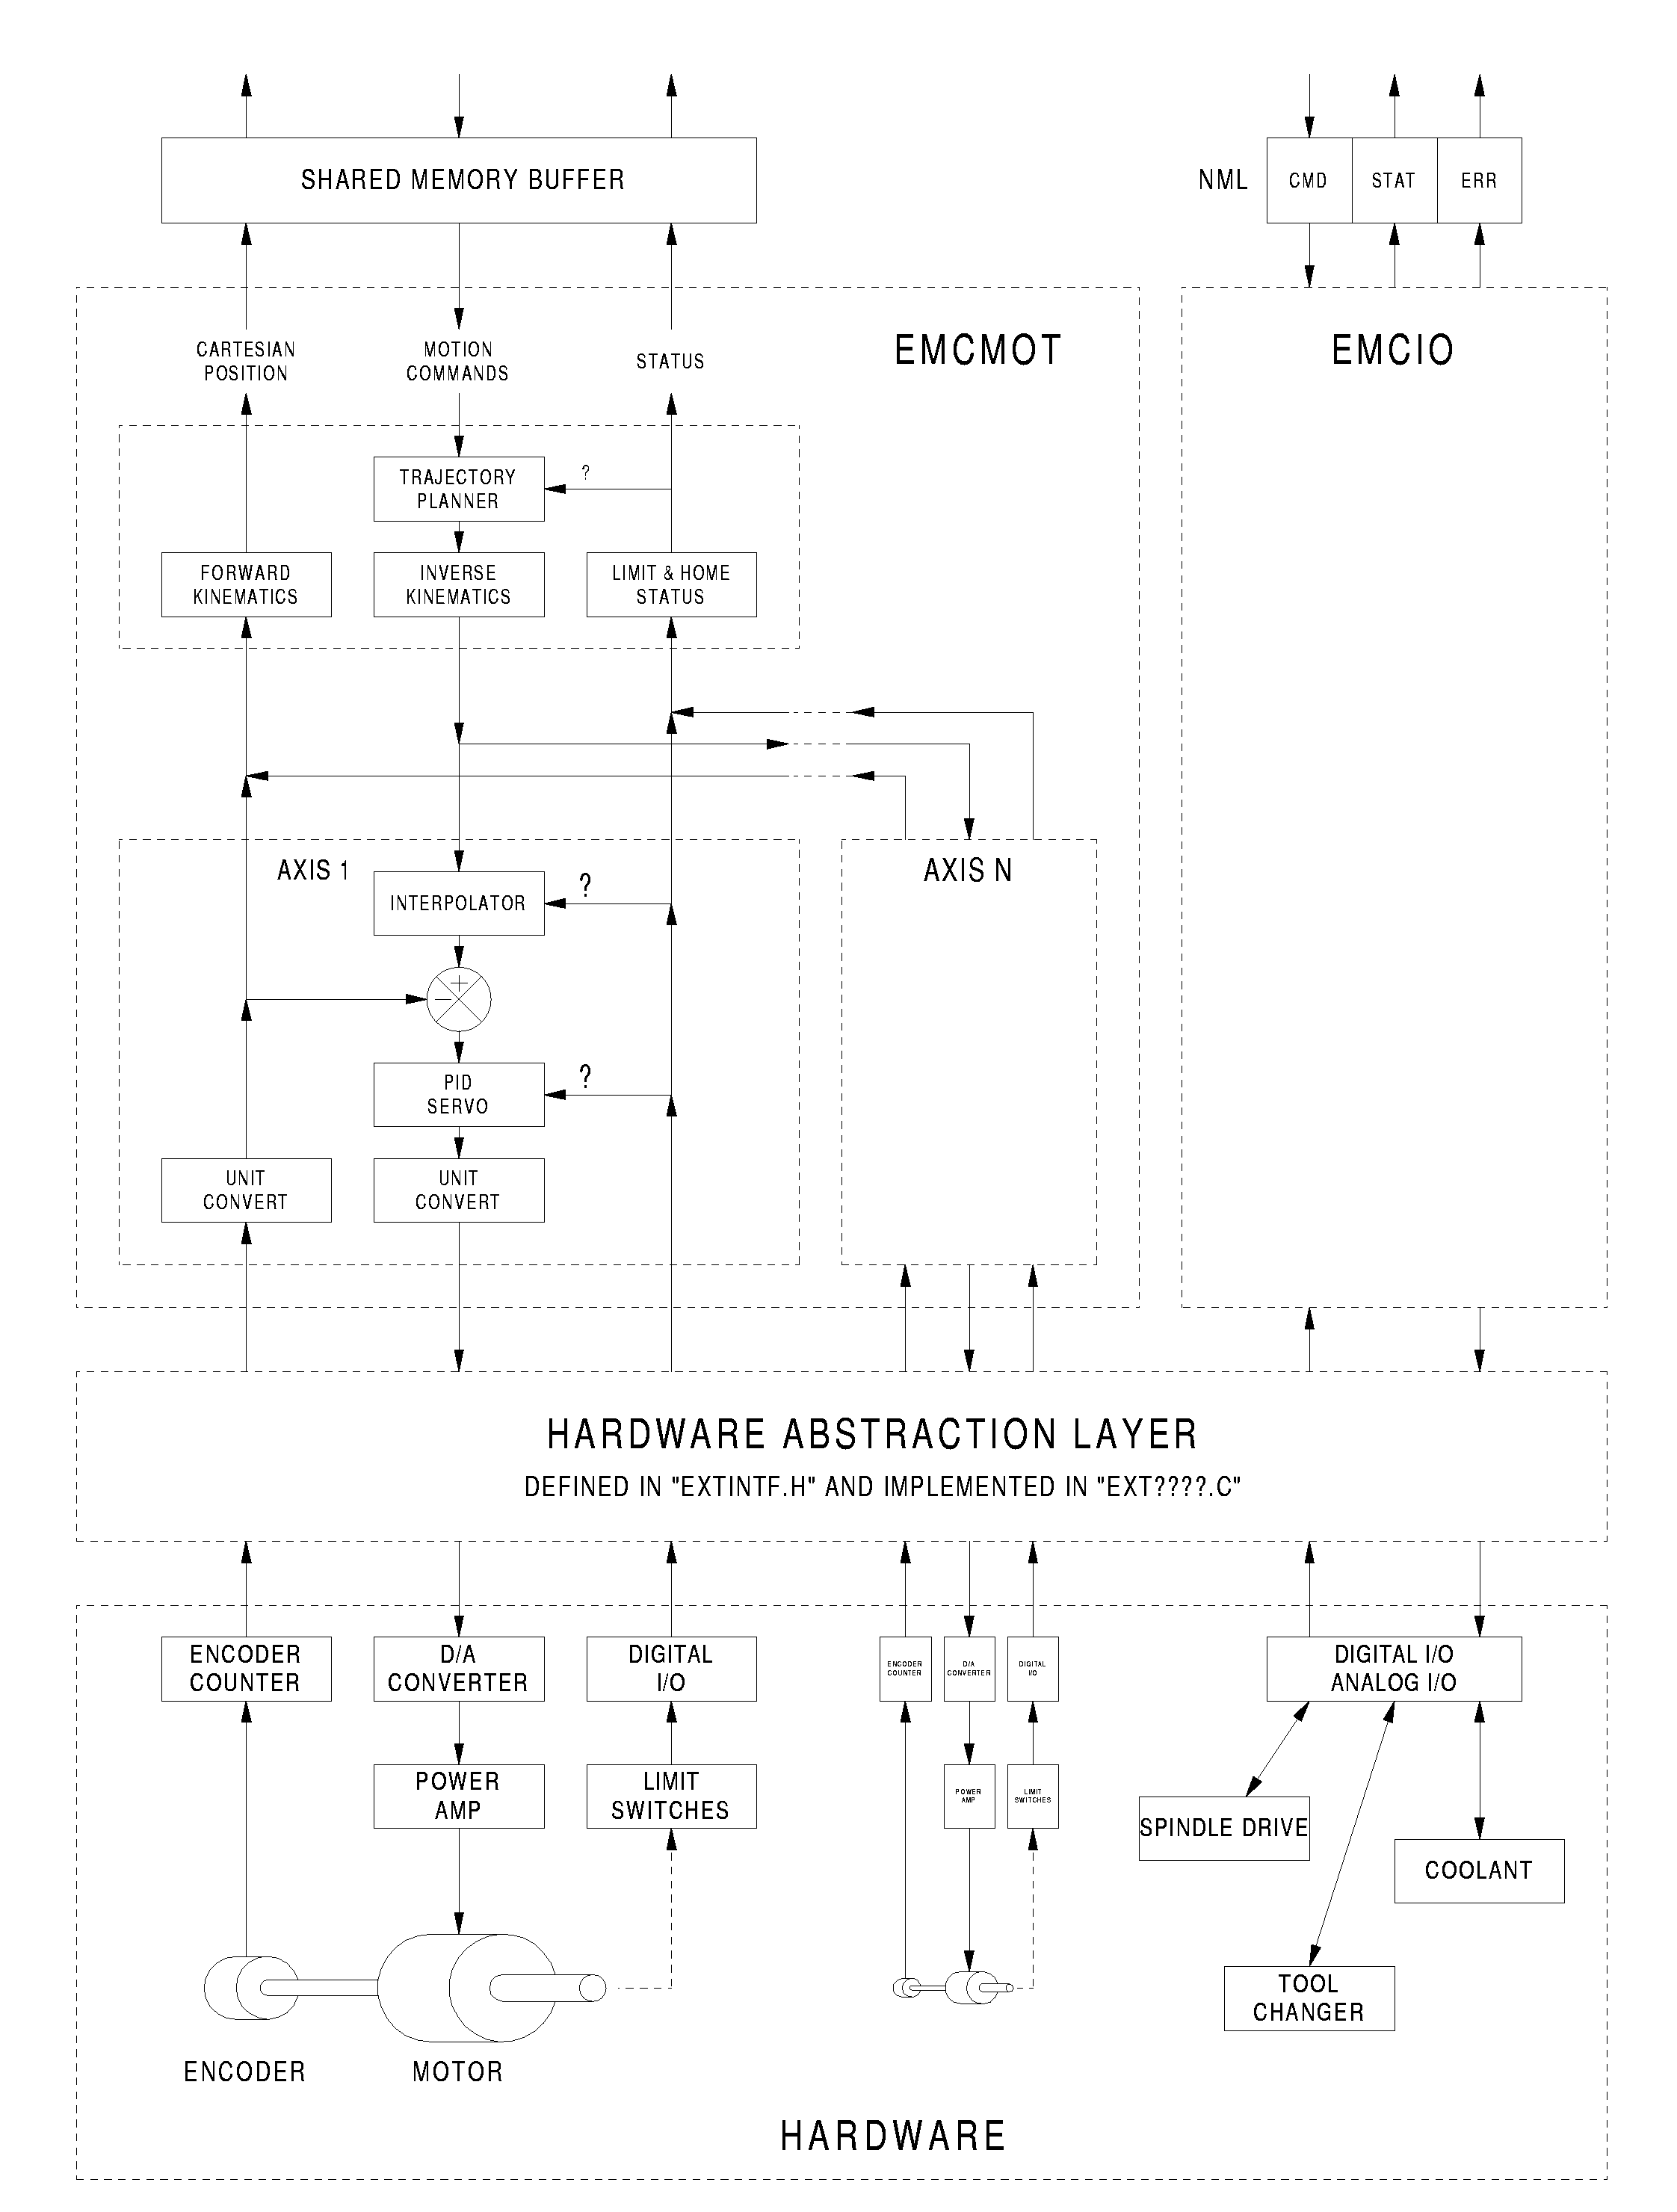 SHARED MEMORY BUFFER
NML
CMD
STAT
ERR
EMCMOT
EMCIO
CARTESIAN
POSITION
MOTION
COMMANDS
STATUS
TRAJECTORY
PLANNER
?
FORWARD
KINEMATICS
INVERSE
KINEMATICS
LIMIT & HOME
STATUS
AXIS 1
AXIS N
INTERPOLATOR
?
+
−
PID
SERVO
?
UNIT
CONVERT
UNIT
CONVERT
HARDWARE ABSTRACTION LAYER
DEFINED IN "EXTINTF.H" AND IMPLEMENTED IN "EXT????.C"
ENCODER
COUNTER
D/A
CONVERTER
DIGITAL
I/O
ENCODER
COUNTER
D/A
CONVERTER
DIGITAL
I/O
DIGITAL I/O
ANALOG I/O
POWER
AMP
LIMIT
SWITCHES
POWER
AMP
LIMIT
SWITCHES
SPINDLE DRIVE
COOLANT
TOOL
CHANGER
ENCODER
MOTOR
HARDWARE